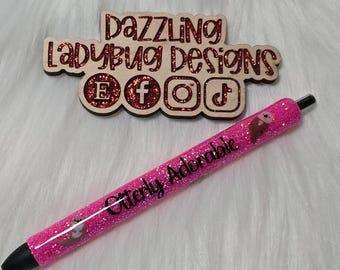 Dazzling
Ladybug Designs
Otterly Adorable